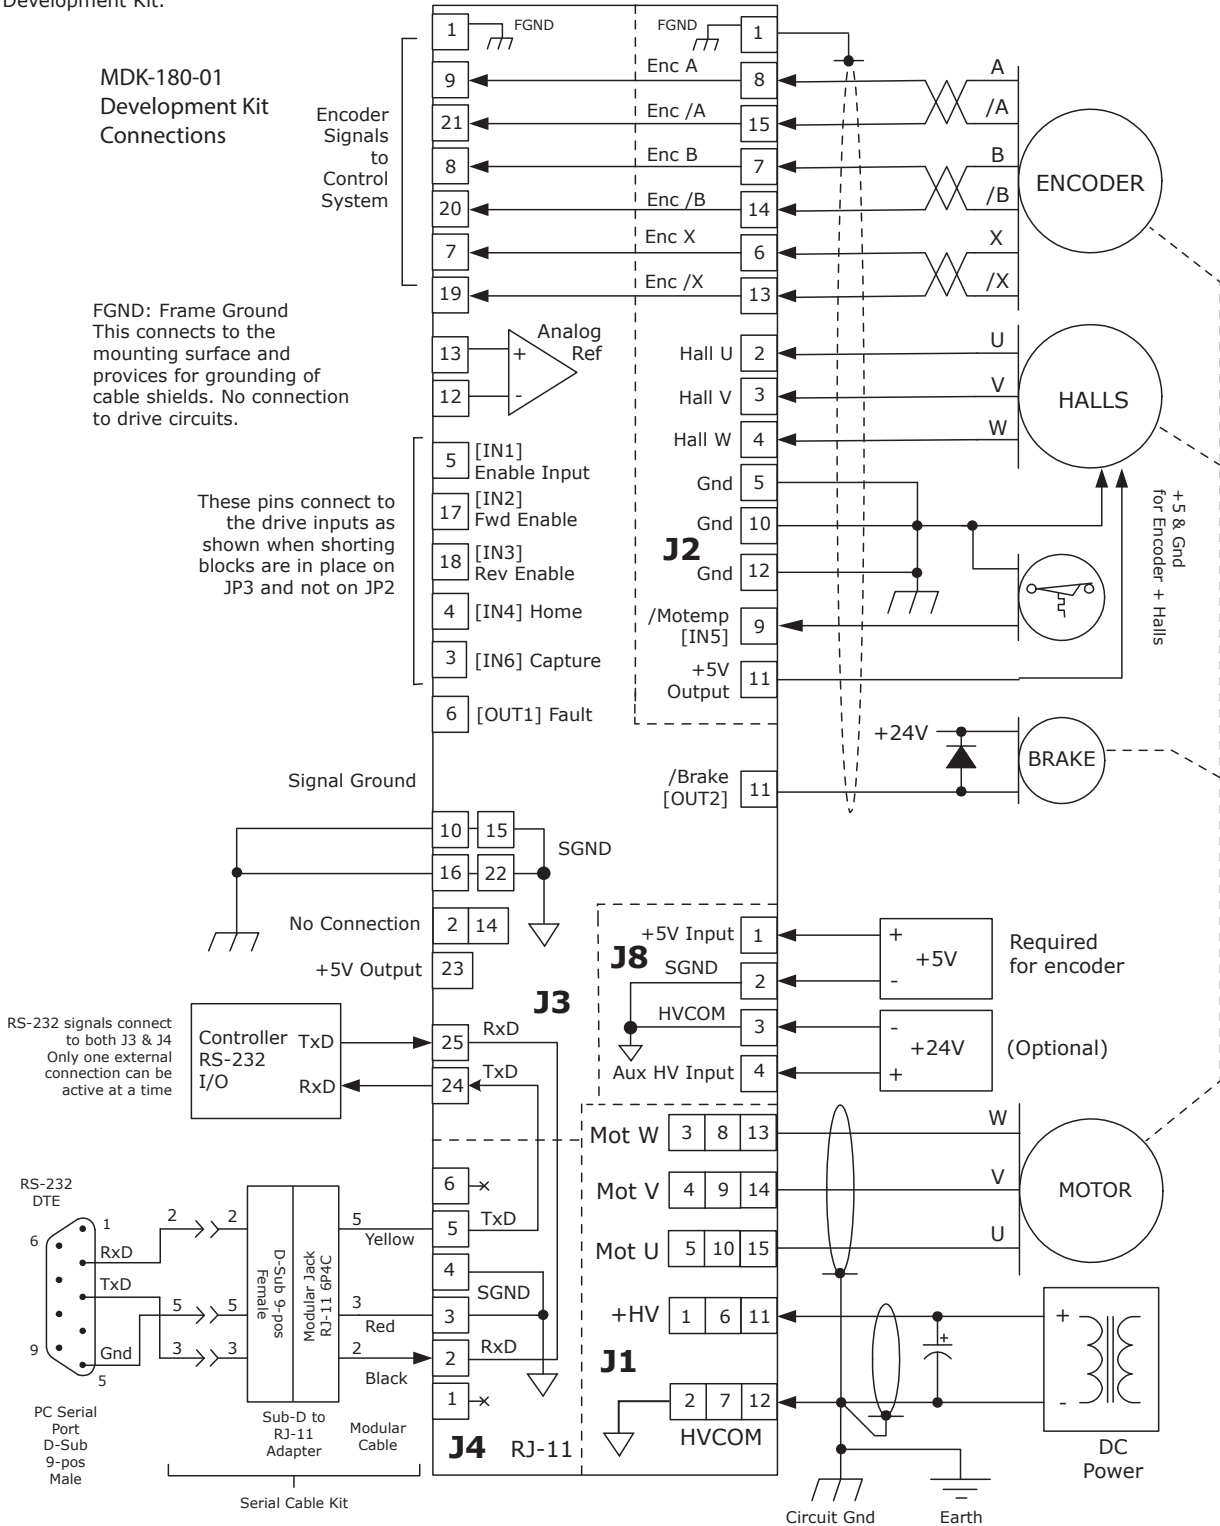 Development Kit.
MDK-180-01
Development Kit
Connections
Encoder
Signals
to
Control
System
FGND: Frame Ground
This connects to the
mounting surface and
provices for grounding of
cable shields. No connection
to drive circuits.
These pins connect to
the drive inputs as
shown when shorting
blocks are in place on
JP3 and not on JP2
1
FGND
FGND
1
9
Enc A
8
A
21
Enc /A
15
/A
8
Enc B
7
B
20
Enc /B
14
/B
7
Enc X
6
X
19
Enc /X
13
/X
ENCODER
13
+
Analog
Ref
12
-
5
[IN1]
Enable Input
17
[IN2]
Fwd Enable
18
[IN3]
Rev Enable
4
[IN4] Home
3
[IN6] Capture
6
[OUT1] Fault
Hall U
2
U
Hall V
3
V
Hall W
4
W
HALLS
Gnd
5
Gnd
10
J2
Gnd
12
/Motemp
[IN5]
9
+5V
Output
11
+5 & Gnd
for Encoder + Halls
+24V
BRAKE
/Brake
[OUT2]
11
Signal Ground
10
15
16
22
SGND
No Connection
2
14
+5V Output
23
J3
J8
+5V Input
1
SGND
2
HVCOM
3
Aux HV Input
4
+
+5V
-
Required
for encoder
-
+24V
+
(Optional)
RS-232 signals connect
to both J3 & J4
Only one external
connection can be
active at a time
Controller
RS-232
I/O
TxD
RxD
25
RxD
24
TxD
Mot W
3
8
13
W
Mot V
4
9
14
V
Mot U
5
10
15
U
MOTOR
+HV
1
6
11
J1
2
7
12
HVCOM
+
+
-
DC
Power
Circuit Gnd
Earth
RS-232
DTE
1
6
RxD
TxD
9
Gnd
5
2
2
5
5
3
3
D-Sub 9-pos
Female
Modular Jack
RJ-11 6P4C
5
Yellow
3
Red
2
Black
6
5
TxD
4
SGND
3
2
RxD
1
J4
RJ-11
PC Serial
Port
D-Sub
9-pos
Male
Sub-D to
RJ-11
Adapter
Modular
Cable
Serial Cable Kit